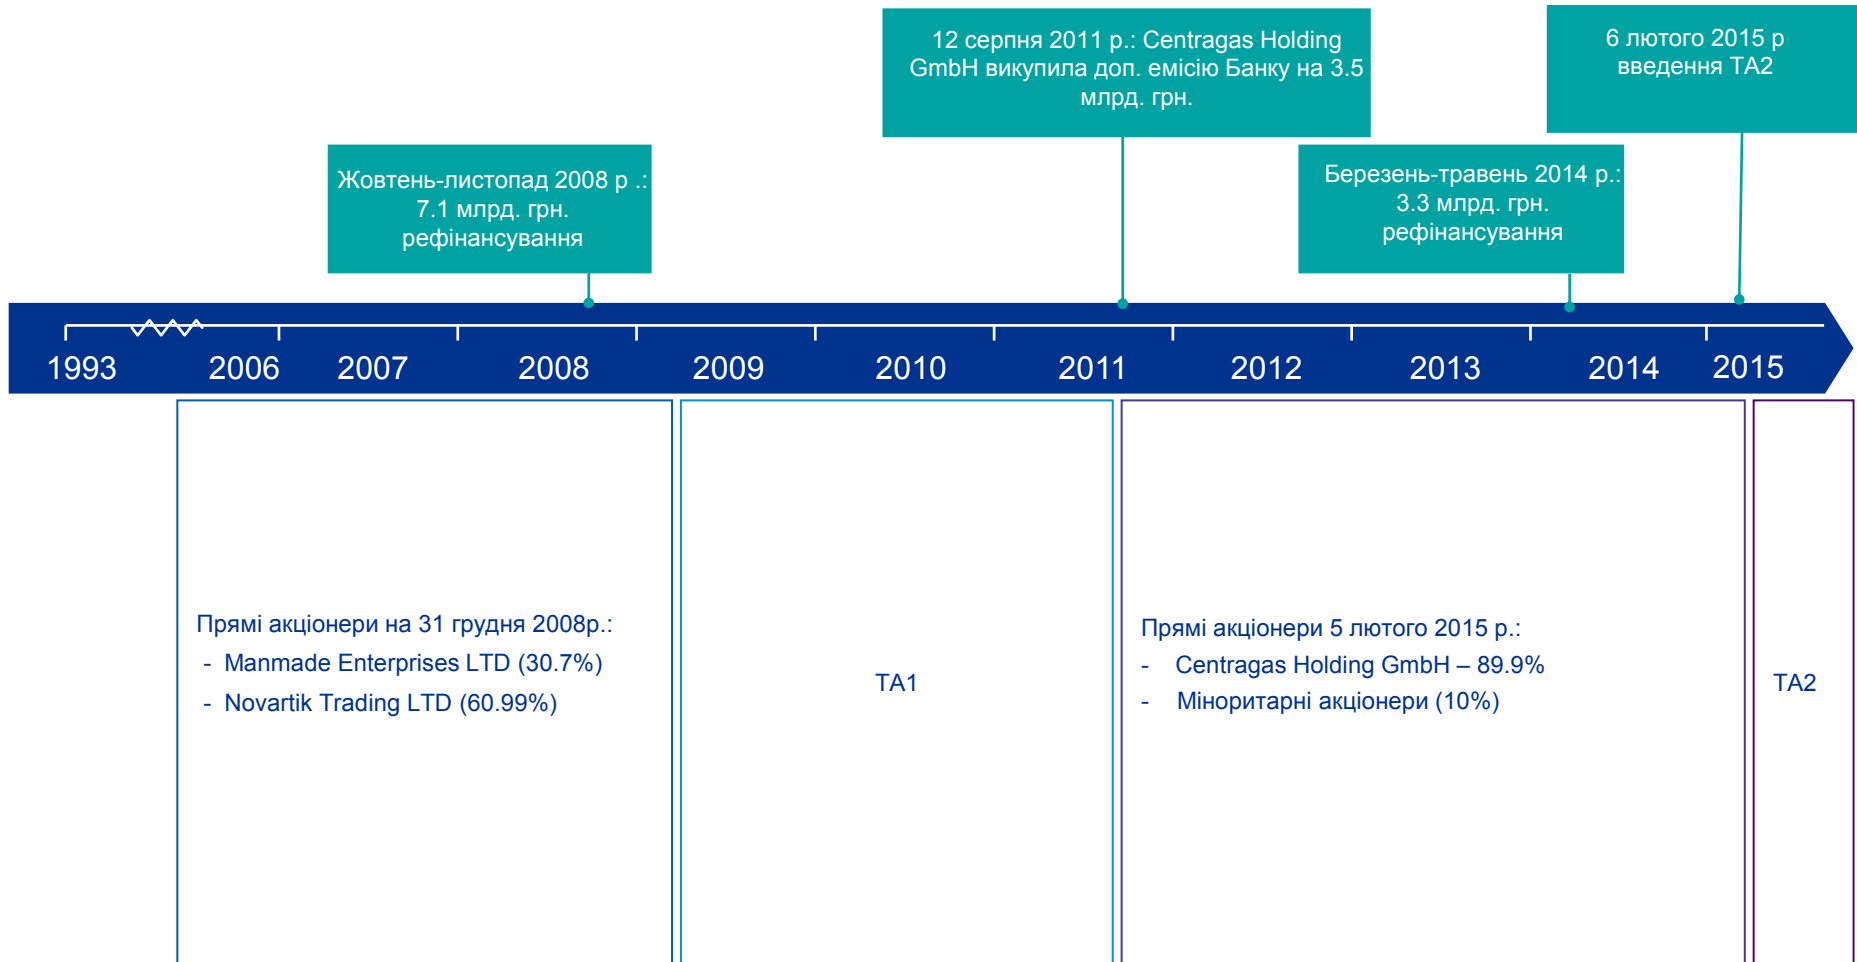 12 серпня 2011 р.: Centragas Holding
GmbH викупила доп. емісію Банку на 3.5
млрд. грн.
6 лютого 2015 р
введення ТА2
Жовтень-листопад 2008 р .:
7.1 млрд. грн.
рефінансування
Березень-травень 2014 р.:
3.3 млрд. грн.
рефінансування
1993 2006 2007 2008 2009 2010 2011 2012 2013 2014 2015
Прямі акціонери на 31 грудня 2008р.:
- Manmade Enterprises LTD (30.7%)
- Novartik Trading LTD (60.99%)
ТА1
Прямі акціонери 5 лютого 2015 р.:
- Centragas Holding GmbH – 89.9%
- Міноритарні акціонери (10%)
ТА2